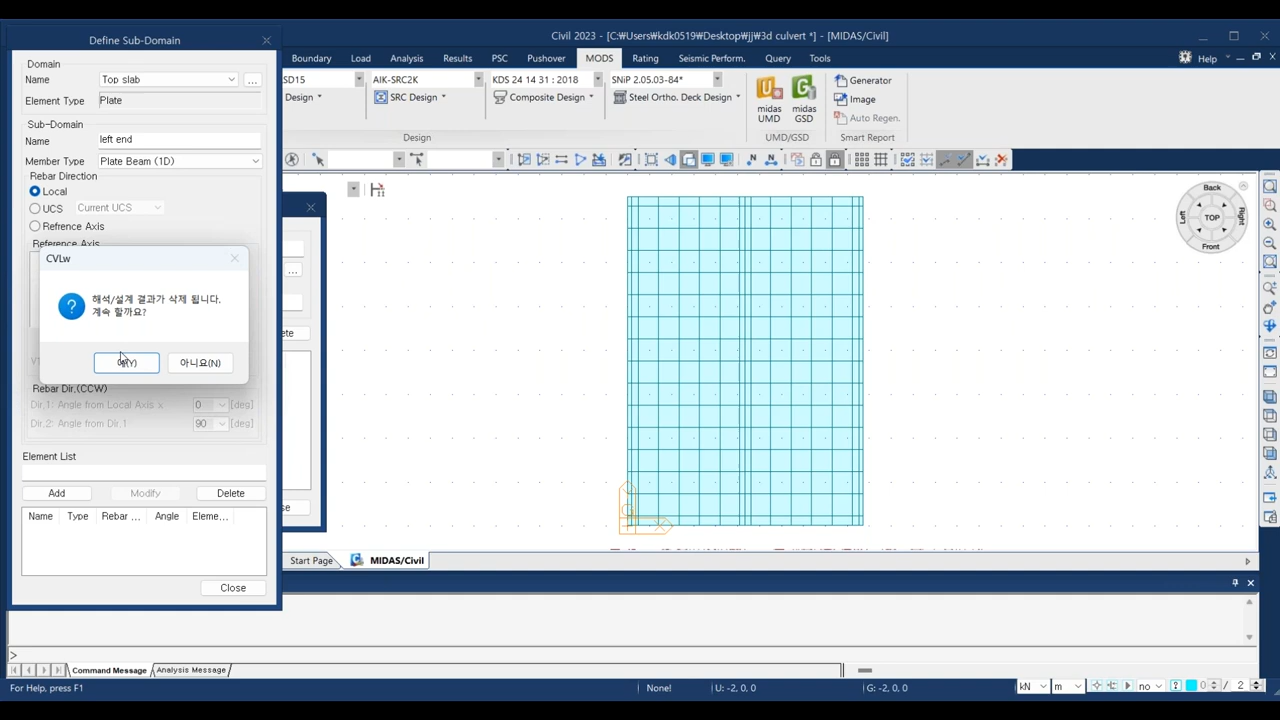 Define Sub-Domain
Civil 2023 - [C:₩Users₩kdk0519₩Desktop₩jj₩3d culvert *] - [MIDAS/Civil]
Boundary Load Analysis Results PSC Pushover MODS Rating Seismic Perform. Query Tools Help
Domain
Name Top slab ...
Element Type Plate
SD15 AIK-SRC2K KDS 24 14 31 : 2018 SNiP 2.05.03-84*
Design SRC Design Composite Design Steel Ortho. Deck Design
midas UMD
midas GSD
Generator
Image
Auto Regen.
Design UMD/GSD Smart Report
Sub-Domain
Name left end
Member Type Plate Beam (1D)
Rebar Direction
Local
UCS Current UCS
Refrence Axis
Reference Axis
CVLw
해석/설계 결과가 삭제 됩니다.
계속 할까요?
예(Y) 아니요(N)
Rebar Dir.(CCW)
Dir.1: Angle from Local Axis x 0 [deg]
Dir.2: Angle from Dir.1 90 [deg]
Element List
Add Modify Delete
Name Type Rebar ... Angle Eleme...
Close
Back
Left TOP Right
Front
Start Page MIDAS/Civil
>
Command Message Analysis Message
For Help, press F1 None! U: -2, 0, 0 G: -2, 0, 0 kN m no 0 / 2